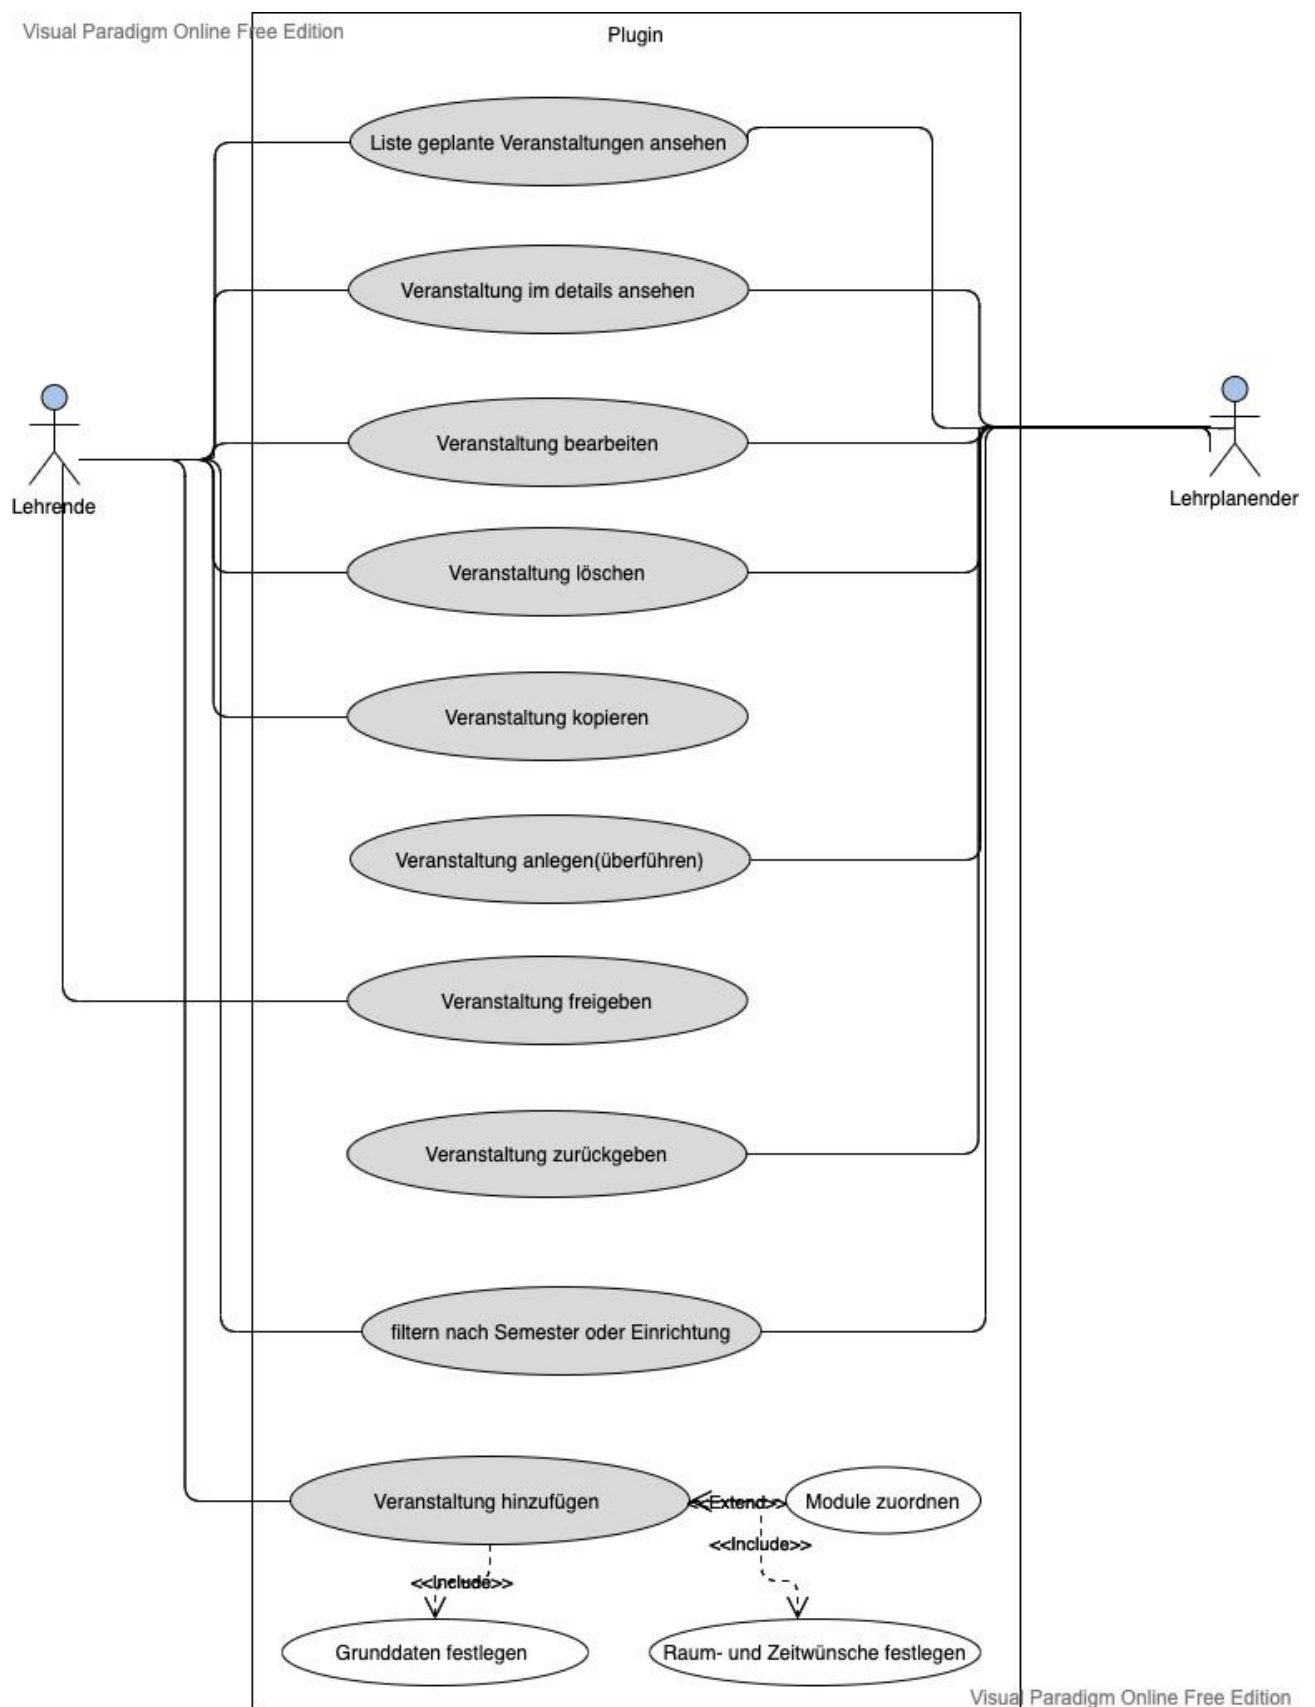 Visual Paradigm Online Free Edition
Plugin
Liste geplante Veranstaltungen ansehen
Veranstaltung im details ansehen
Veranstaltung bearbeiten
Lehrende
Lehrplanender
Veranstaltung löschen
Veranstaltung kopieren
Veranstaltung anlegen(überführen)
Veranstaltung freigeben
Veranstaltung zurückgeben
filtern nach Semester oder Einrichtung
Veranstaltung hinzufügen
<<Extend>>
Module zuordnen
<<Include>>
<<Include>>
Grunddaten festlegen
Raum- und Zeitwünsche festlegen
Visual Paradigm Online Free Edition